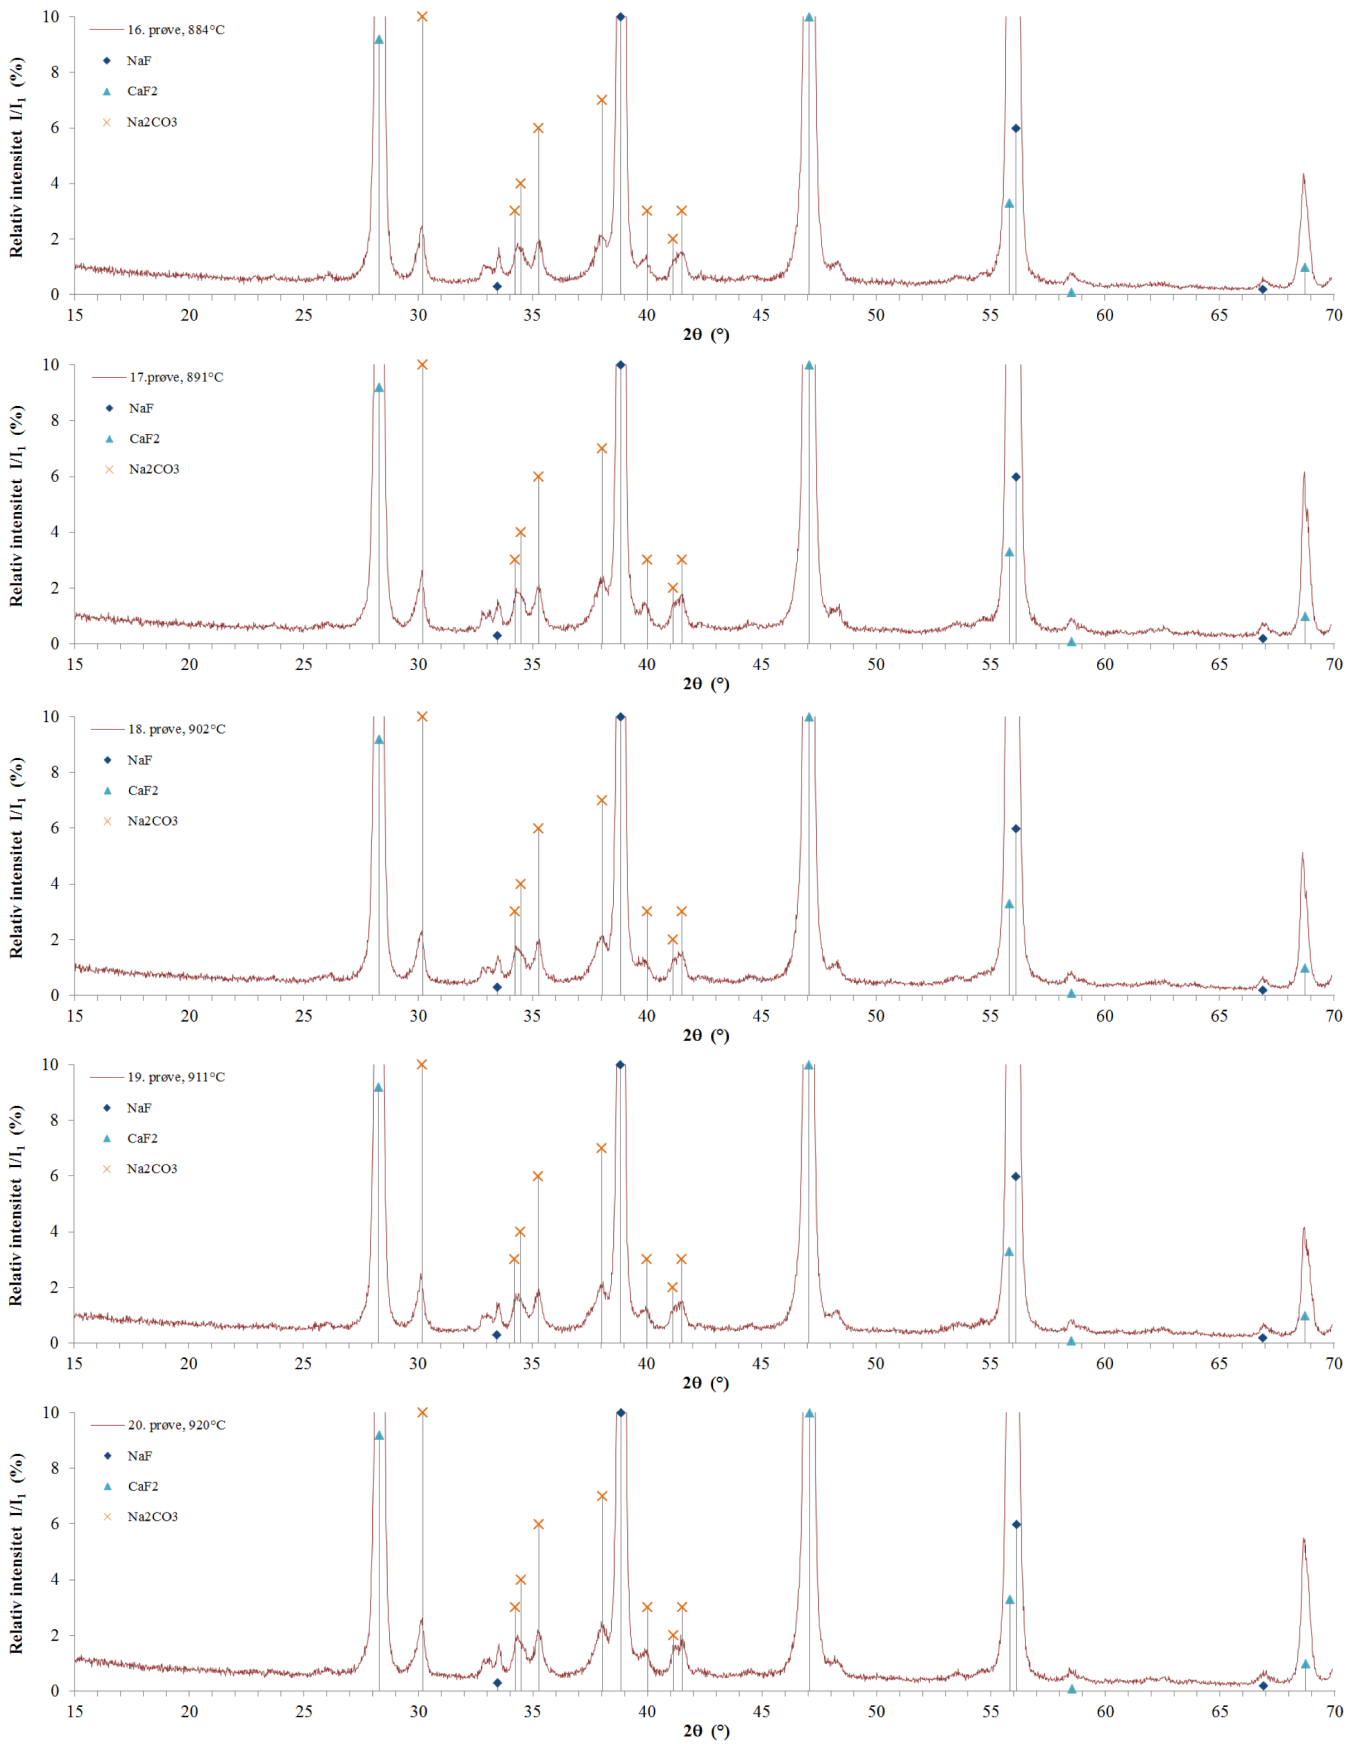 10
16. prøve, 884°C
8
NaF
CaF2
6
Na2CO3
4
2
0
Relativ intensitet I/I1 (%)
15 20 25 30 35 40 45 50 55 60 65 70
2θ (°)
10
17.prøve, 891°C
8
NaF
CaF2
6
Na2CO3
4
2
0
Relativ intensitet I/I1 (%)
15 20 25 30 35 40 45 50 55 60 65 70
2θ (°)
10
18. prøve, 902°C
8
NaF
CaF2
6
Na2CO3
4
2
0
Relativ intensitet I/I1 (%)
15 20 25 30 35 40 45 50 55 60 65 70
2θ (°)
10
19. prøve, 911°C
8
NaF
CaF2
6
Na2CO3
4
2
0
Relativ intensitet I/I1 (%)
15 20 25 30 35 40 45 50 55 60 65 70
2θ (°)
10
20. prøve, 920°C
8
NaF
CaF2
6
Na2CO3
4
2
0
Relativ intensitet I/I1 (%)
15 20 25 30 35 40 45 50 55 60 65 70
2θ (°)